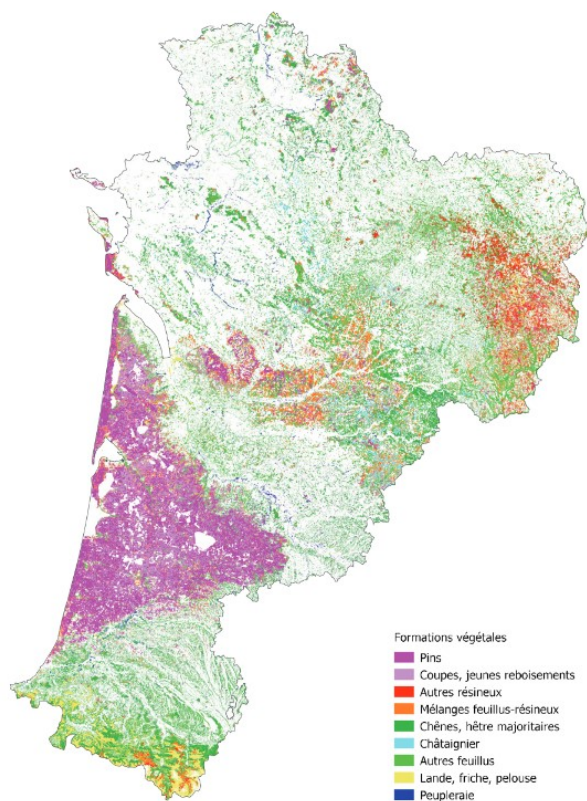 Formations végétales
Pins
Coupes, jeunes reboisements
Autres résineux
Mélanges feuillus-résineux
Chênes, hêtre majoritaires
Châtaignier
Autres feuillus
Lande, friche, pelouse
Peupleraie